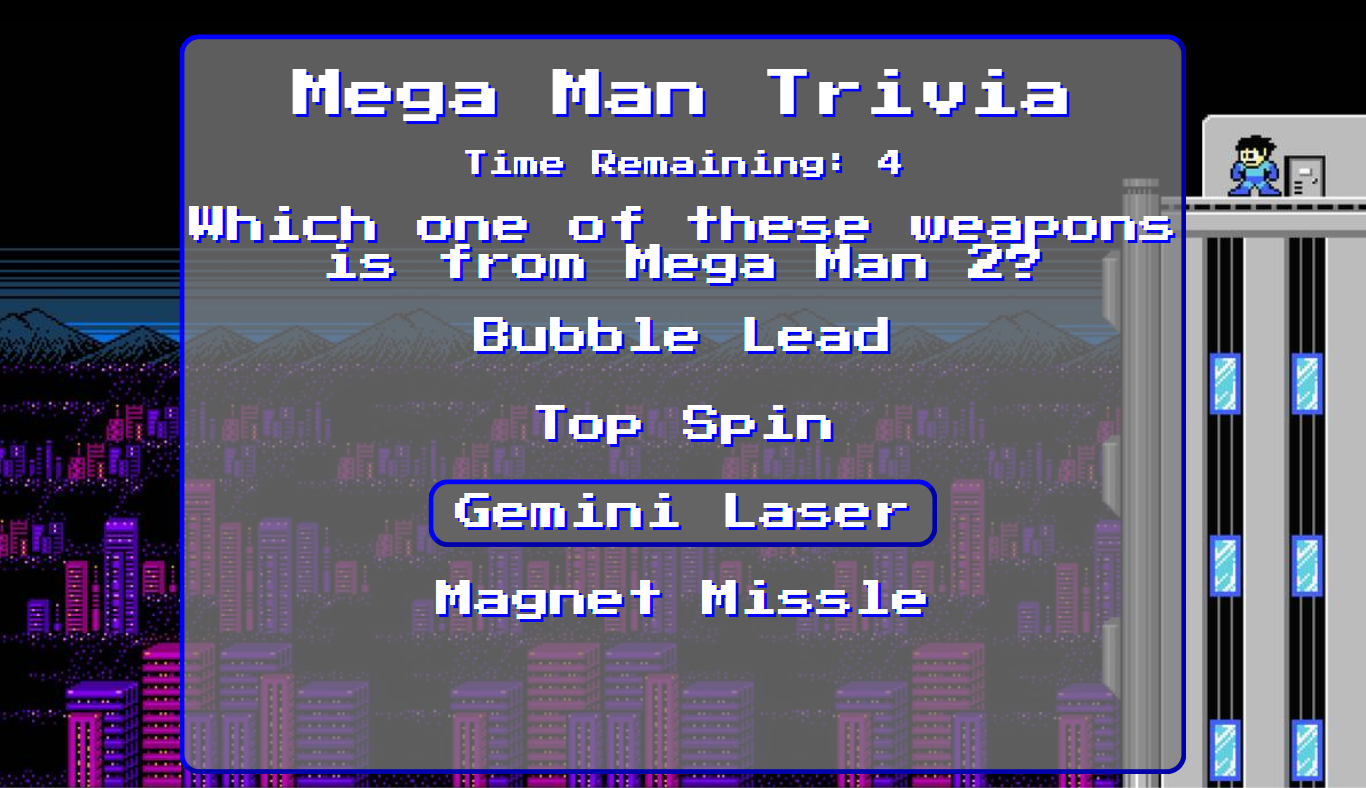 Mega Man Trivia
Time Remaining: 4
Which one of these weapons
is from Mega Man 2?
Bubble Lead
Top Spin
Gemini Laser
Magnet Missle